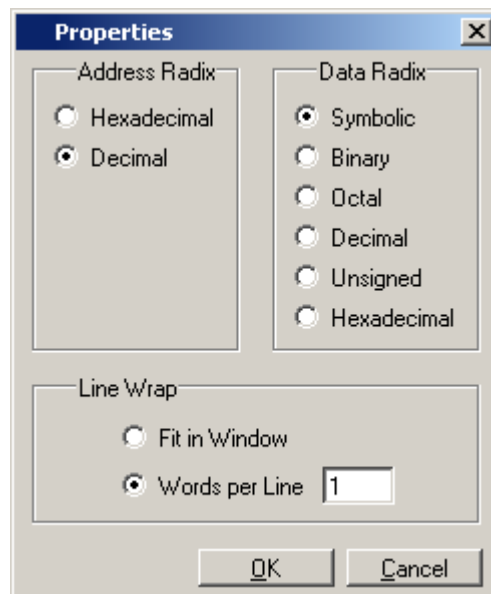 Properties
Address Radix
Hexadecimal
Decimal
Data Radix
Symbolic
Binary
Octal
Decimal
Unsigned
Hexadecimal
Line Wrap
Fit in Window
Words per Line 1
OK Cancel